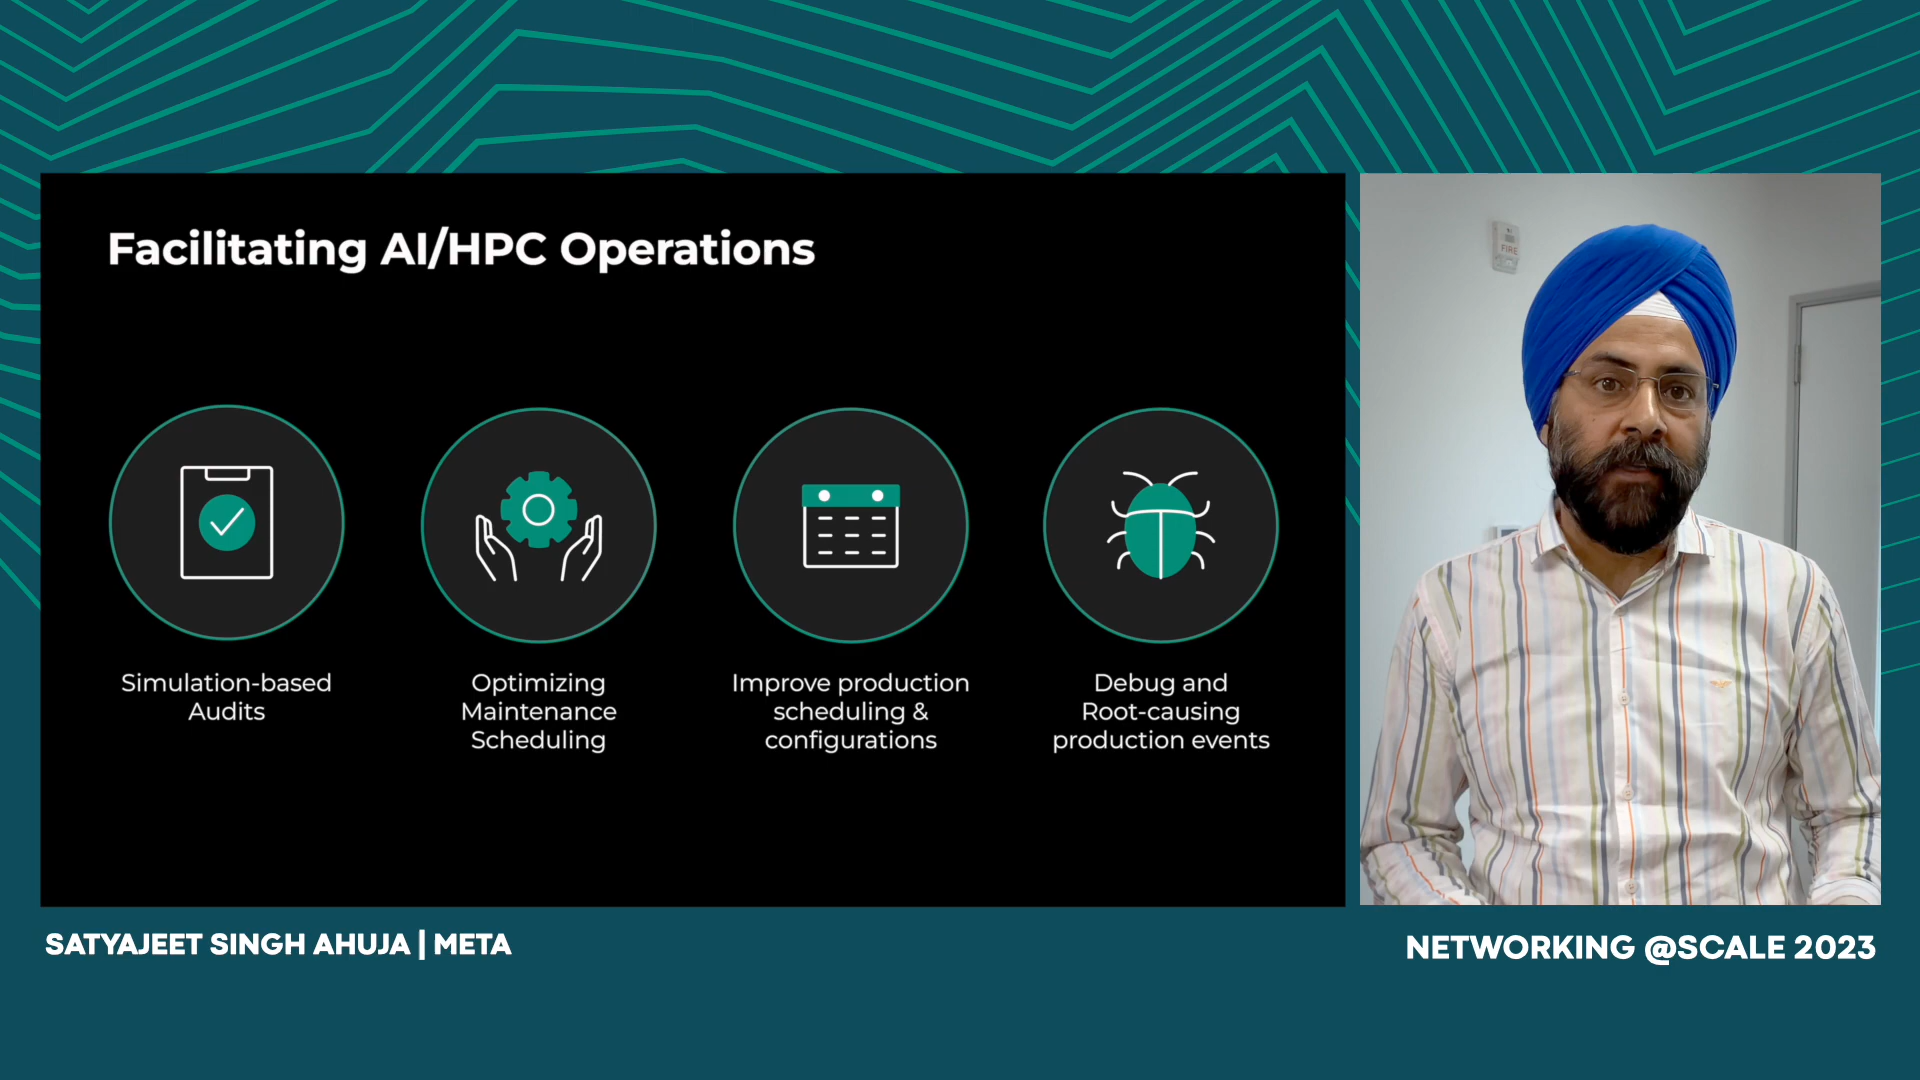 Facilitating AI/HPC Operations
Simulation-based
Audits
Optimizing
Maintenance
Scheduling
Improve production
scheduling &
configurations
Debug and
Root-causing
production events
FIRE
SATYAJEET SINGH AHUJA | META
NETWORKING @SCALE 2023